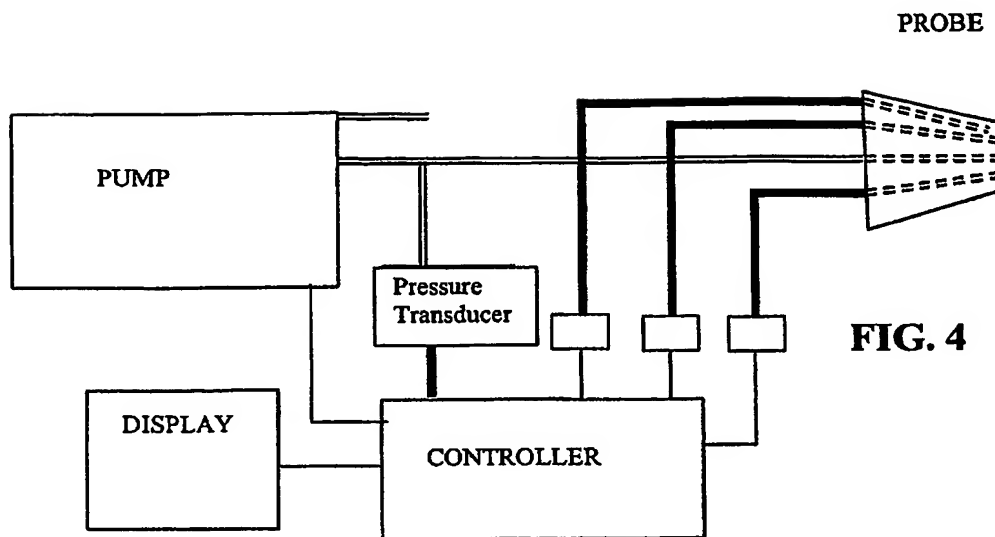 PROBE
PUMP
Pressure
Transducer
FIG. 4
DISPLAY
CONTROLLER